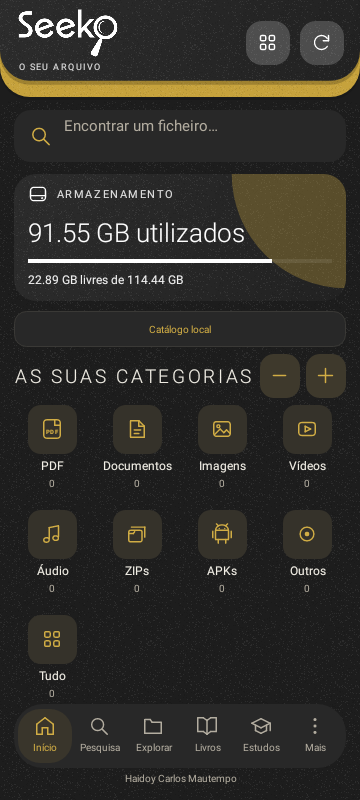 Seeko
O SEU ARQUIVO
Encontrar um ficheiro...
ARMAZENAMENTO
91.55 GB utilizados
22.89 GB livres de 114.44 GB
Catálogo local
AS SUAS CATEGORIAS
PDF
PDF Documentos Imagens Vídeos
0 0 0 0
Áudio ZIPs APKs Outros
0 0 0 0
Tudo
0
Início Pesquisa Explorar Livros Estudos Mais
Haidoy Carlos Mautempo